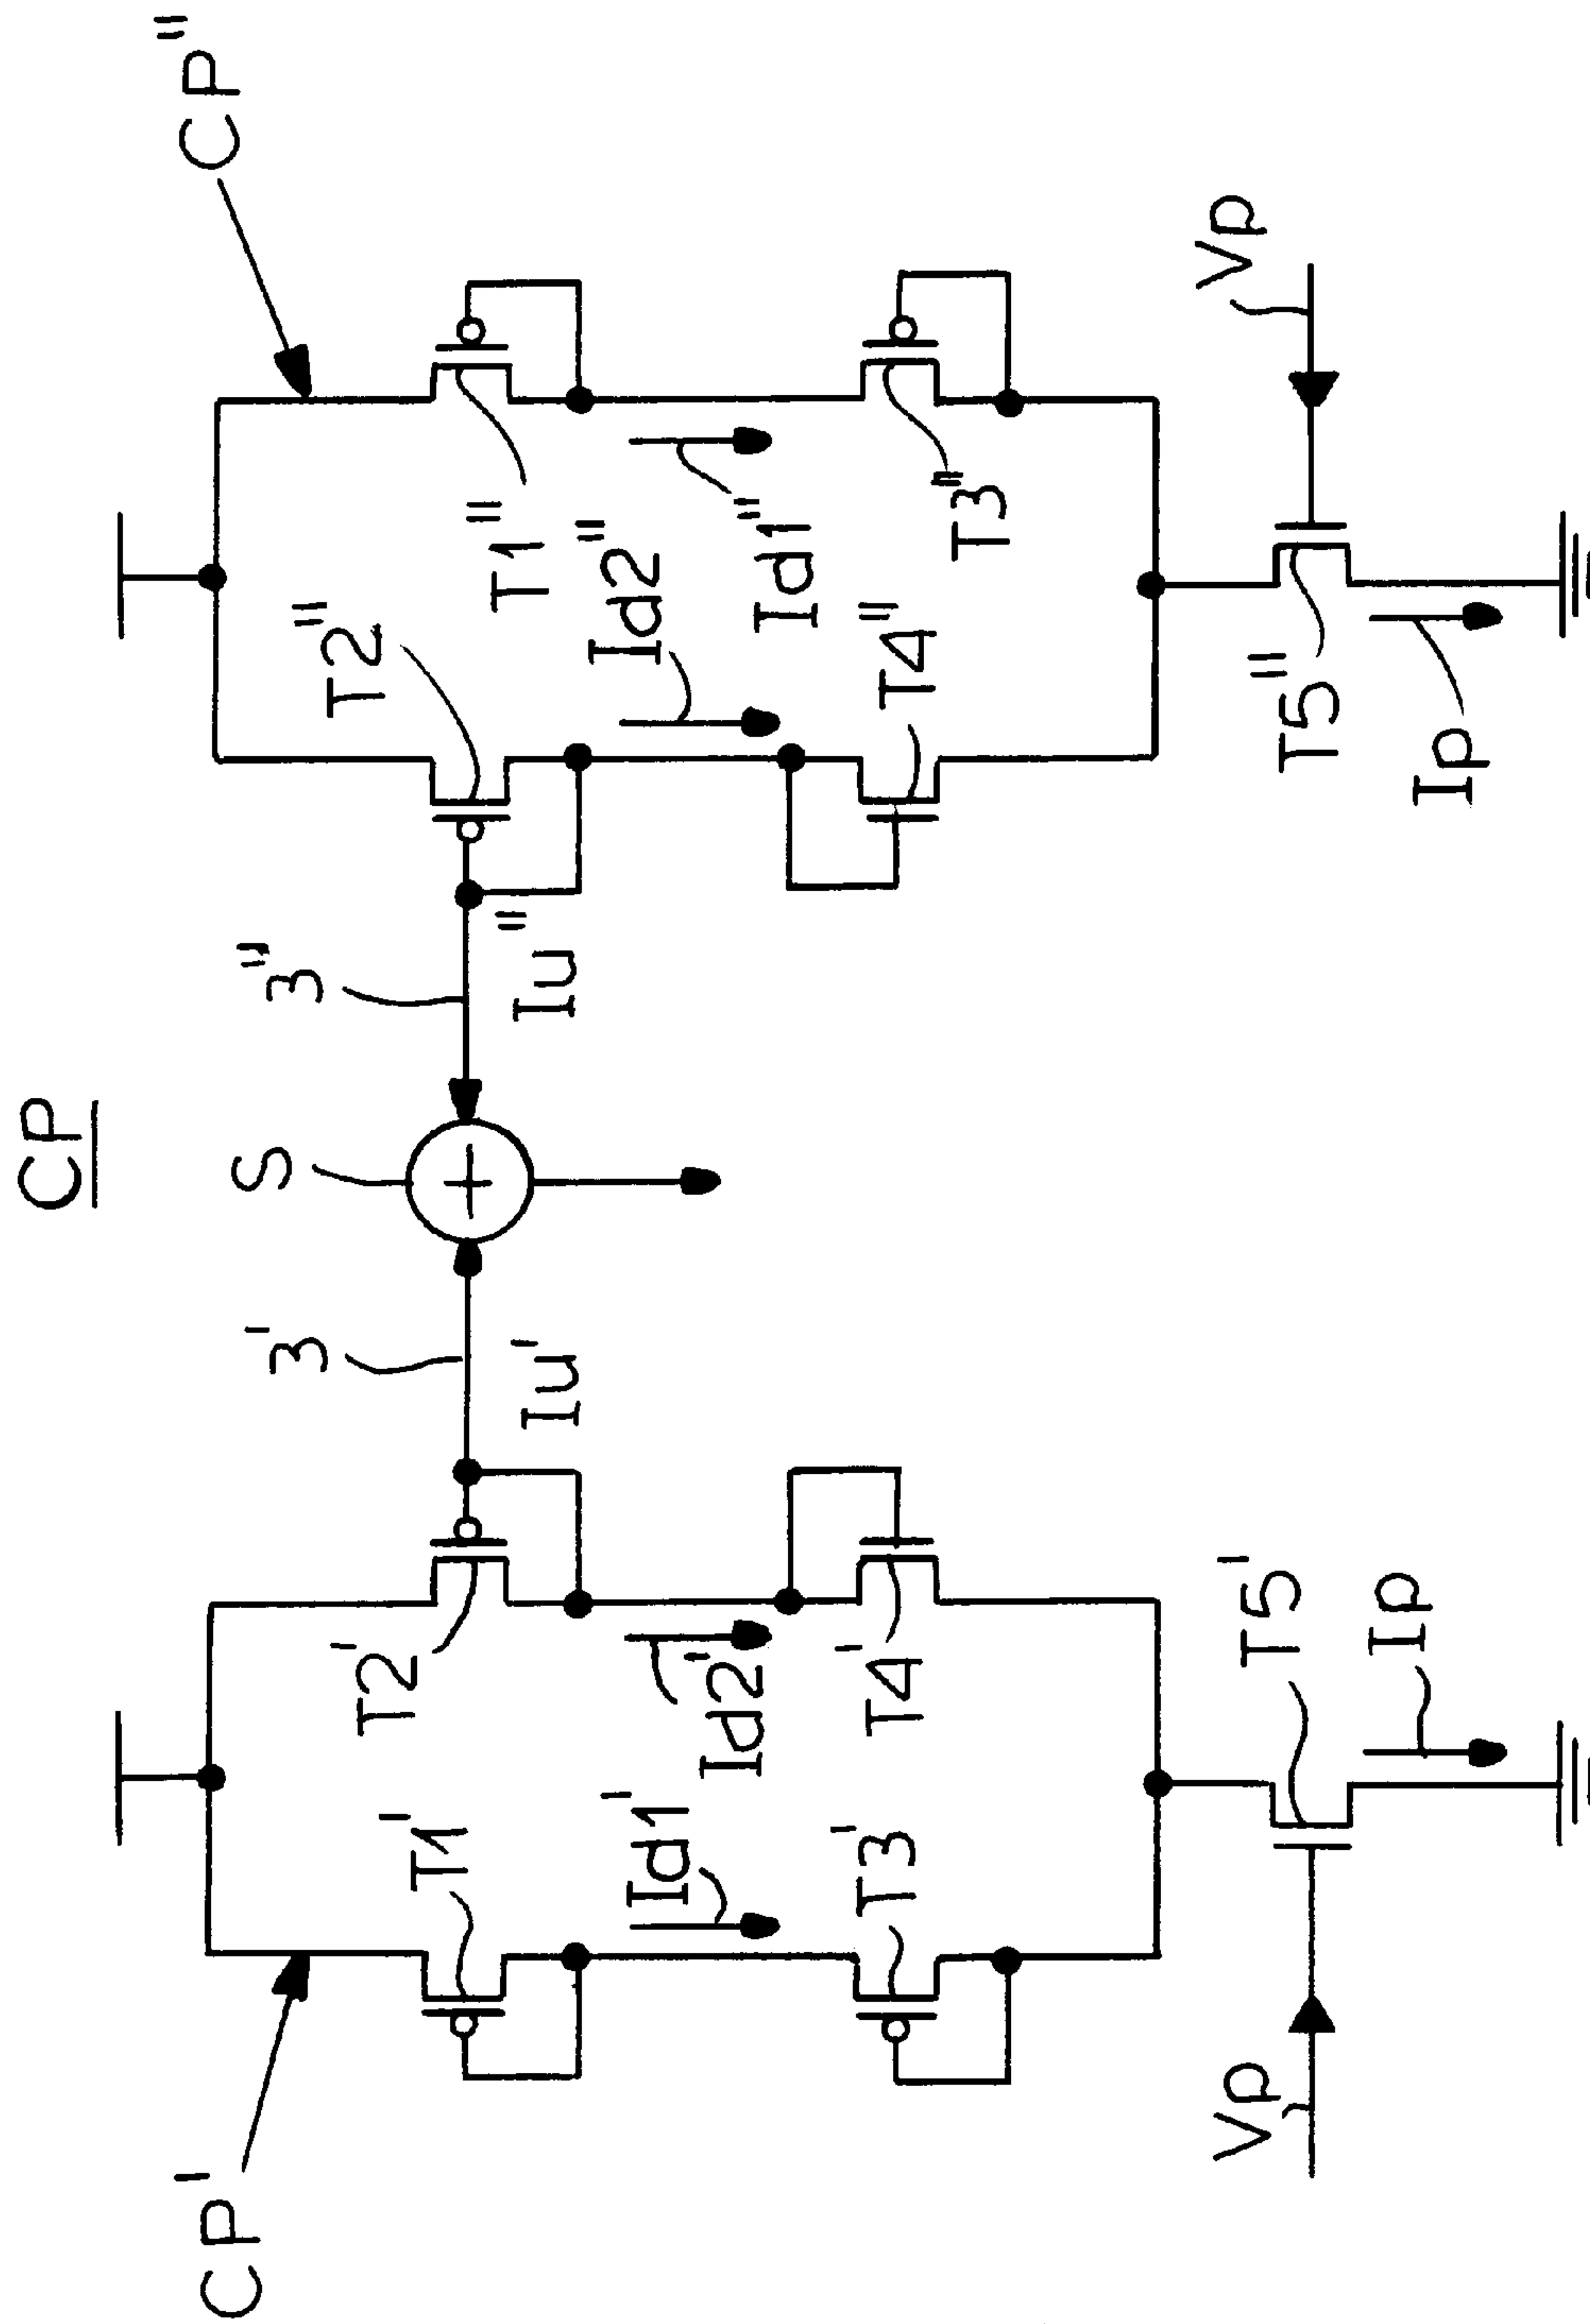 CP
CP'
CP"
T1'
T2'
3'
S
3"
T2"
T1"
Iu'
Iu"
Id1'
Id2'
Id2"
Id1"
T3'
T4'
T4"
T3"
Vp
T5'
T5"
Vp
Ip
Ip
+